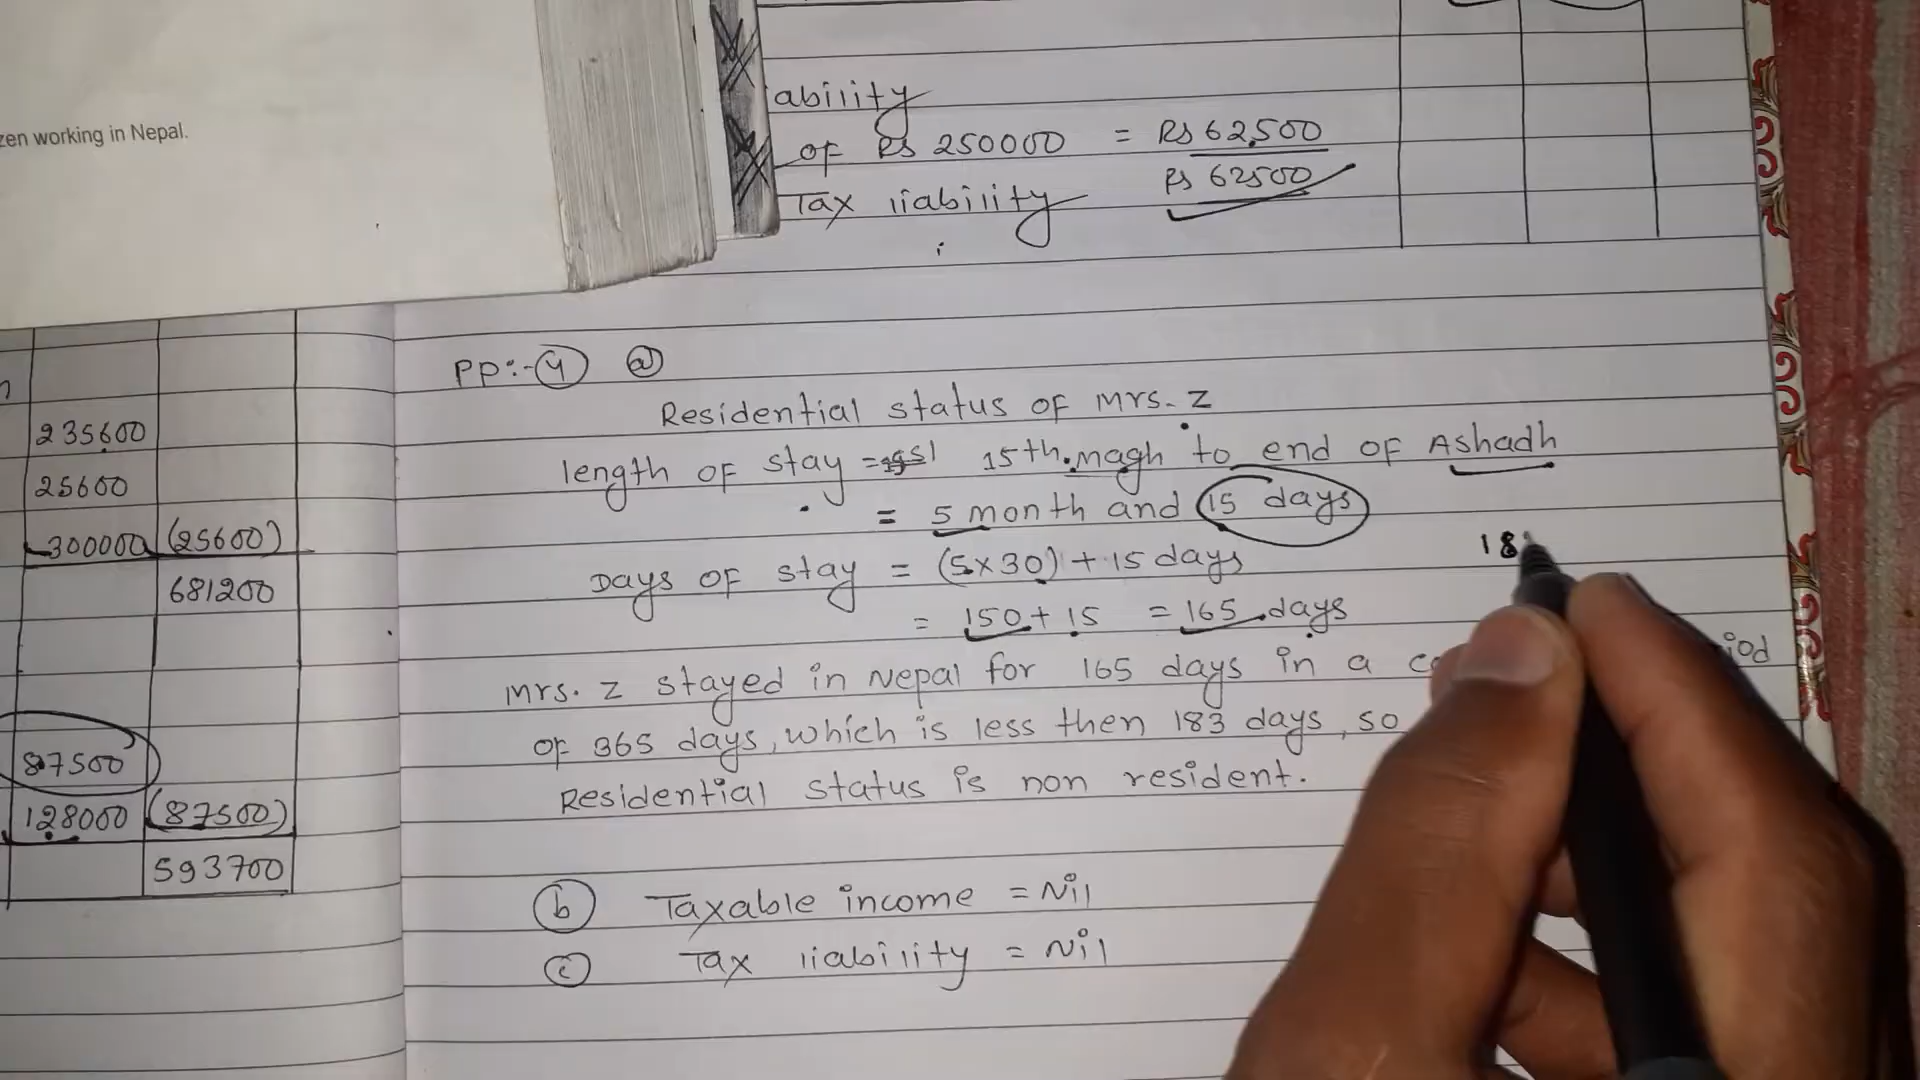 zen working in Nepal.
ability
of Rs 250000 = Rs 62,500
Tax liability Rs 62500
235600
25600
300000 (25600)
681200
87500
128000 (87500)
593700
PP:- 4 a
Residential status of Mrs. Z
length of stay = 15th magh to end of Ashadh
= 5 month and 15 days
Days of stay = (5x30) + 15 days
= 150 + 15 = 165 days
18
Mrs. Z stayed in Nepal for 165 days in a
of 365 days, which is less then 183 days, so
Residential status is non resident.
b Taxable income = Nil
c Tax liability = Nil